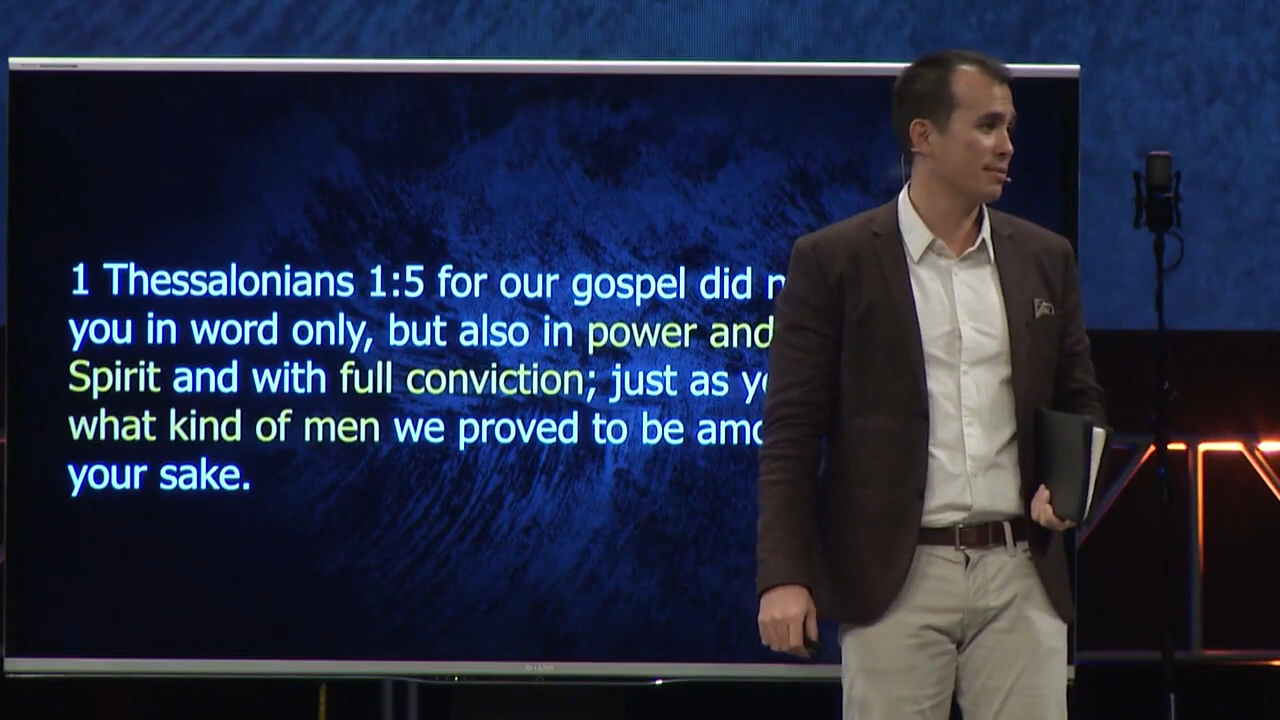 1 Thessalonians 1:5 for our gospel did
you in word only, but also in power and
Spirit and with full conviction; just as
what kind of men we proved to be
your sake.